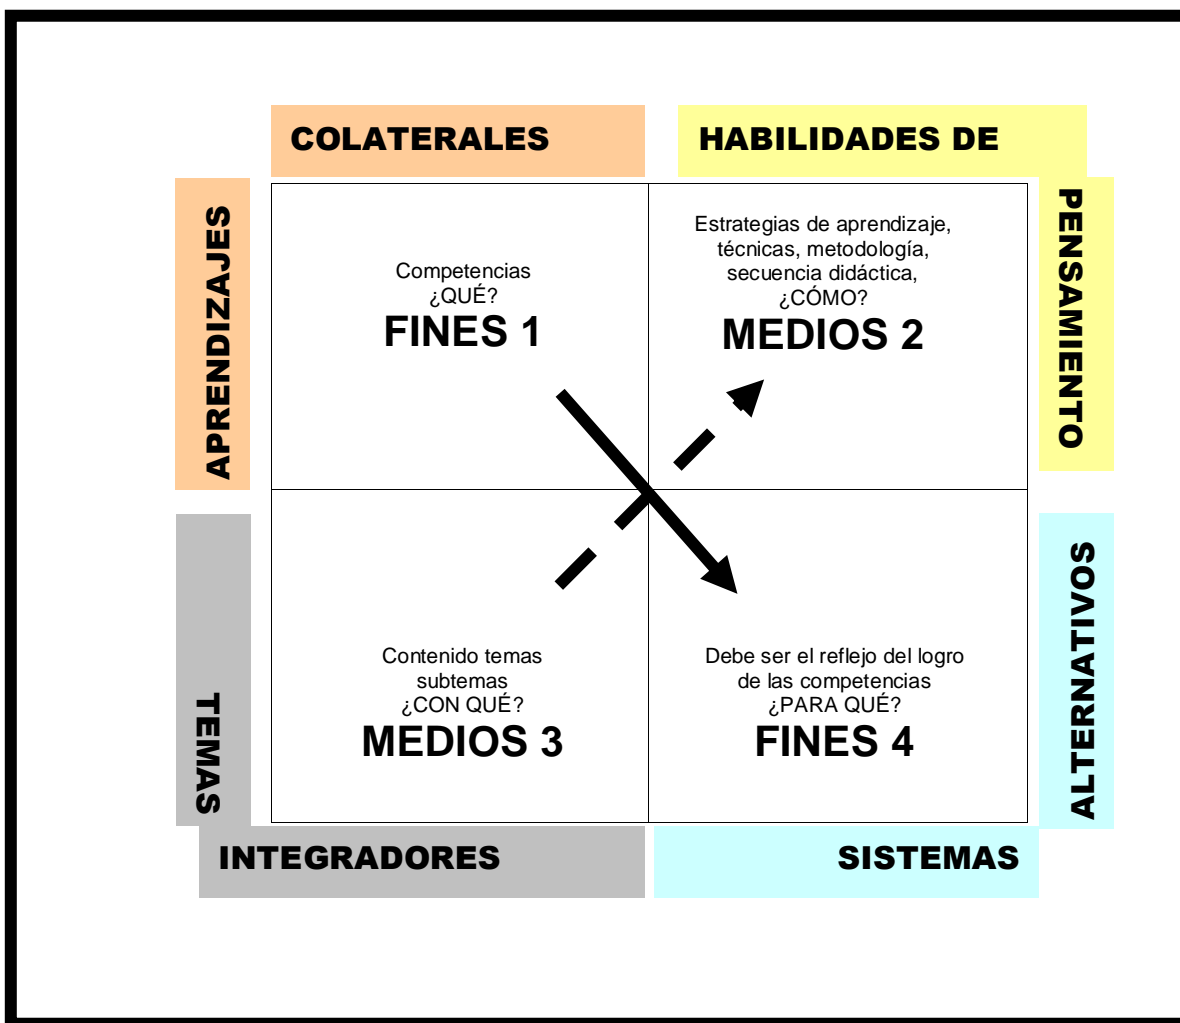 COLATERALES
HABILIDADES DE
APRENDIZAJES
PENSAMIENTO
Competencias
¿QUÉ?
FINES 1
Estrategias de aprendizaje,
técnicas, metodología,
secuencia didáctica,
¿CÓMO?
MEDIOS 2
TEMAS
ALTERNATIVOS
Contenido temas
subtemas
¿CON QUÉ?
MEDIOS 3
Debe ser el reflejo del logro
de las competencias
¿PARA QUÉ?
FINES 4
INTEGRADORES
SISTEMAS